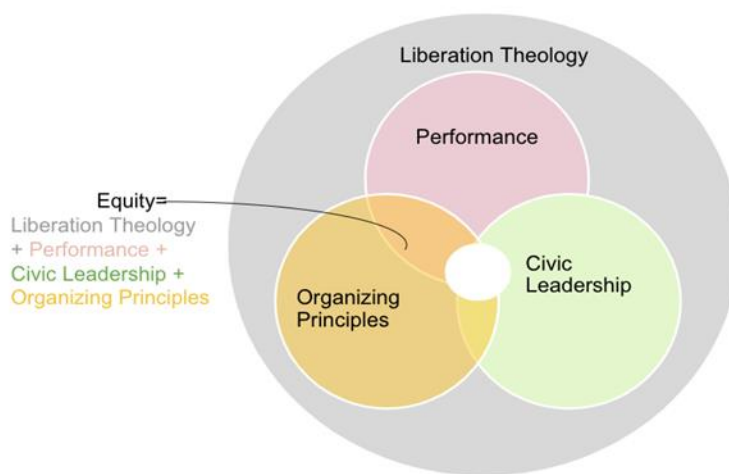 Liberation Theology
Performance
Equity=
Liberation Theology
+ Performance +
Civic Leadership +
Organizing Principles
Civic
Leadership
Organizing
Principles